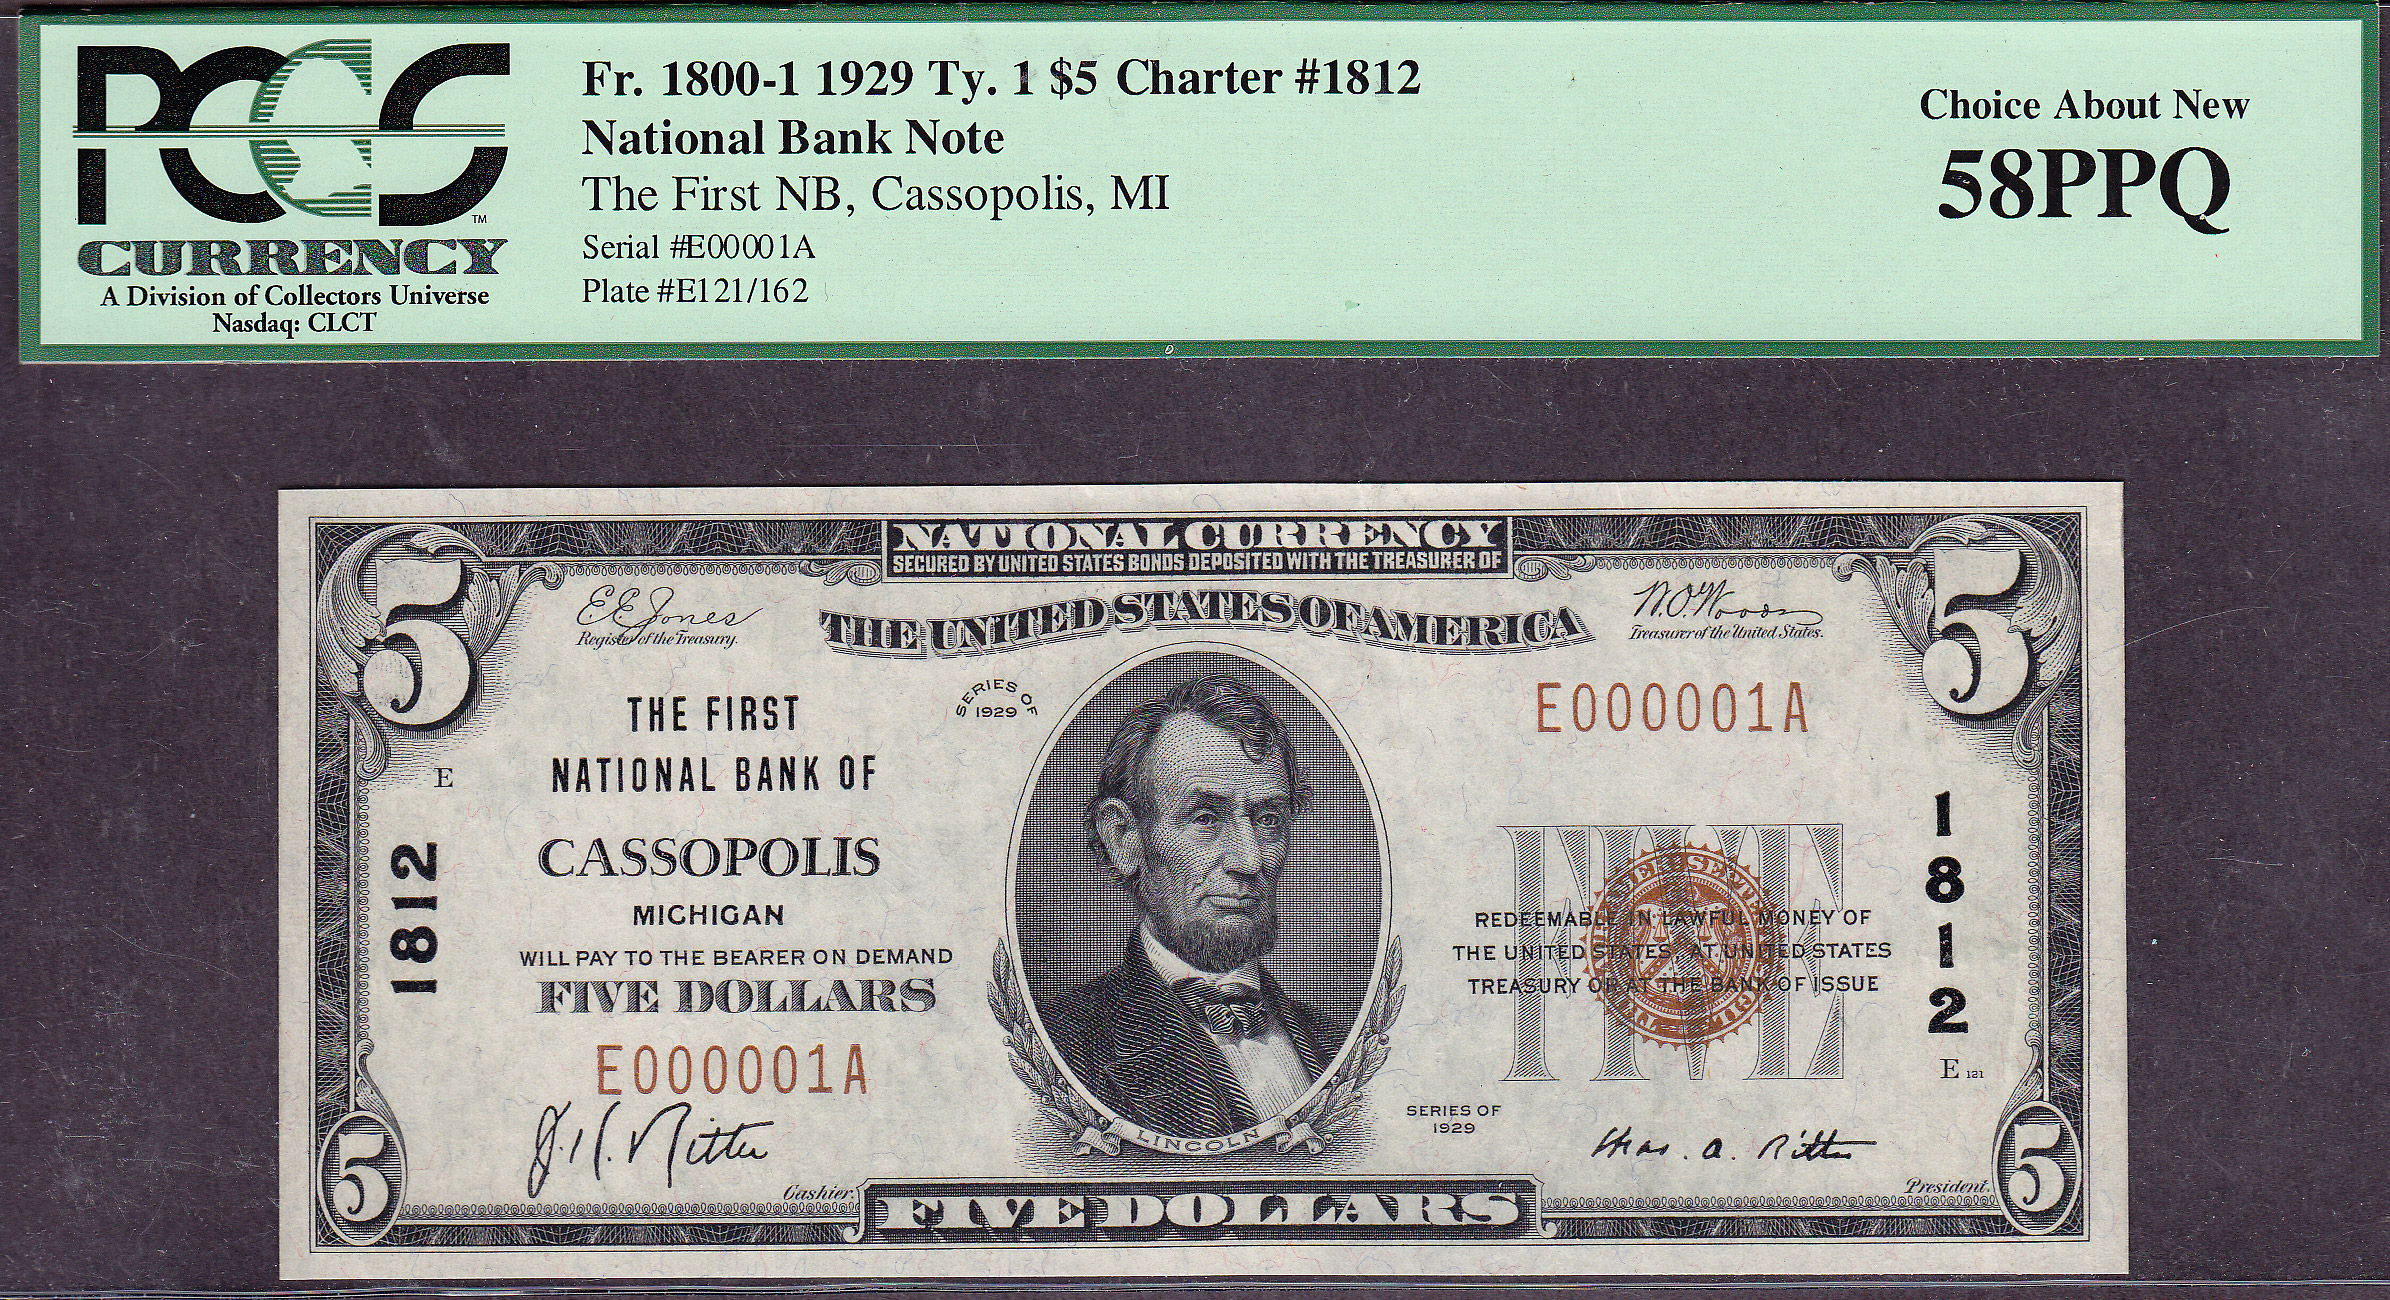 PCGS
TM
CURRENCY
A Division of Collectors Universe
Nasdaq: CLCT
Fr. 1800-1 1929 Ty. 1 $5 Charter #1812
National Bank Note
The First NB, Cassopolis, MI
Serial #E00001A
Plate #E121/162
Choice About New
58PPQ
NATIONAL CURRENCY
SECURED BY UNITED STATES BONDS DEPOSITED WITH THE TREASURER OF
THE UNITED STATES OF AMERICA
5
5
E.E. Jones
Register of the Treasury.
W.O. Woods
Treasurer of the United States.
SERIES OF
1929
THE FIRST
NATIONAL BANK OF
CASSOPOLIS
MICHIGAN
WILL PAY TO THE BEARER ON DEMAND
FIVE DOLLARS
E000001A
E000001A
E
1812
1812
FIVE
REDEEMABLE IN LAWFUL MONEY OF
THE UNITED STATES AT UNITED STATES
TREASURY OR AT THE BANK OF ISSUE
E 121
LINCOLN
SERIES OF
1929
J. H. Ritter
Cashier.
Chas. A. Ritter
President.
5
FIVE DOLLARS
5